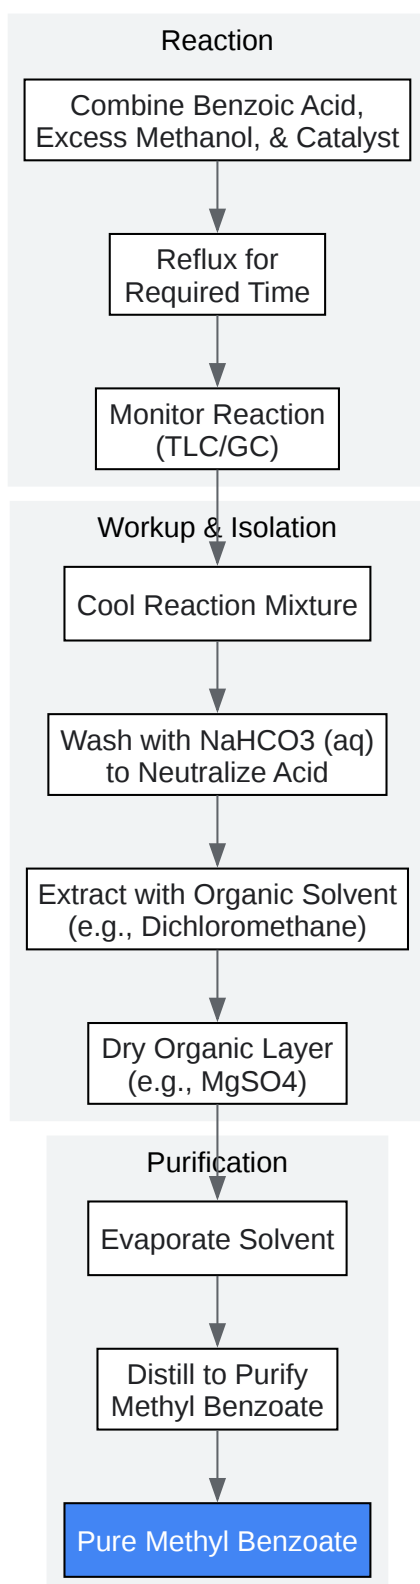 Reaction
Combine Benzoic Acid,
Excess Methanol, & Catalyst
Reflux for
Required Time
Monitor Reaction
(TLC/GC)
Workup & Isolation
Cool Reaction Mixture
Wash with NaHCO3 (aq)
to Neutralize Acid
Extract with Organic Solvent
(e.g., Dichloromethane)
Dry Organic Layer
(e.g., MgSO4)
Purification
Evaporate Solvent
Distill to Purify
Methyl Benzoate
Pure Methyl Benzoate